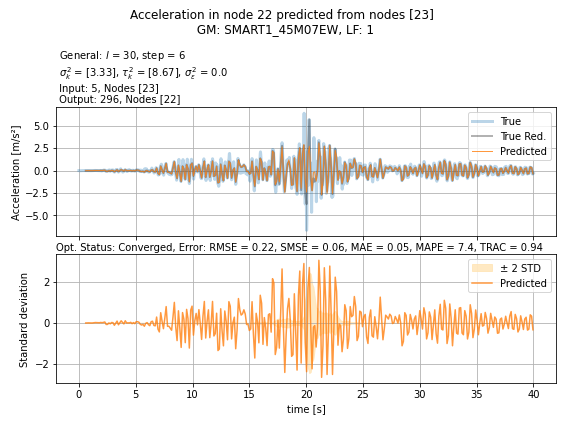 Acceleration in node 22 predicted from nodes [23]
GM: SMART1_45M07EW, LF: 1
General: l = 30, step = 6
σ²ₖ = [3.33], τ²ₖ = [8.67], σ²ε = 0.0
Input: 5, Nodes [23]
Output: 296, Nodes [22]
True
True Red.
Predicted
Acceleration [m/s²]
5.0
2.5
0.0
−2.5
−5.0
Opt. Status: Converged, Error: RMSE = 0.22, SMSE = 0.06, MAE = 0.05, MAPE = 7.4, TRAC = 0.94
± 2 STD
Predicted
Standard deviation
2
0
−2
0 5 10 15 20 25 30 35 40
time [s]